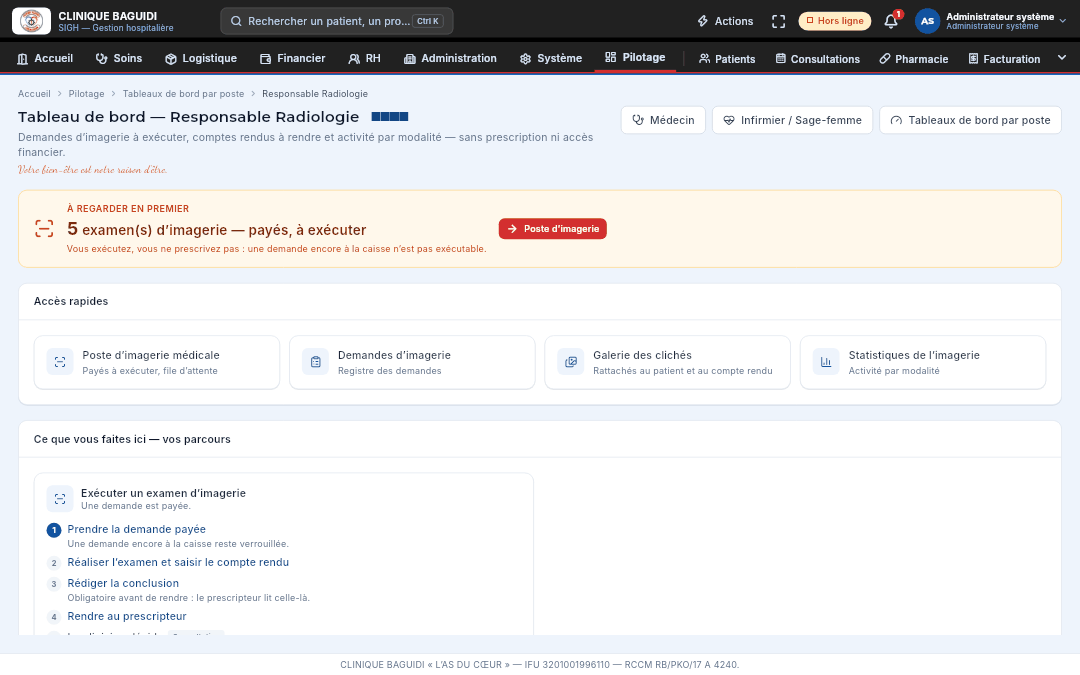 CLINIQUE BAGUIDI
SIGH — Gestion hospitalière
Rechercher un patient, un pro... Ctrl K
Actions
Hors ligne
1
AS
Administrateur système
Administrateur système
Accueil Soins Logistique Financier RH Administration Système Pilotage Patients Consultations Pharmacie Facturation
Accueil > Pilotage > Tableaux de bord par poste > Responsable Radiologie
Tableau de bord — Responsable Radiologie
Médecin Infirmier / Sage-femme Tableaux de bord par poste
Demandes d'imagerie à exécuter, comptes rendus à rendre et activité par modalité — sans prescription ni accès
financier.
Votre bien-être est notre raison d'être.
À REGARDER EN PREMIER
5 examen(s) d'imagerie — payés, à exécuter
Poste d'imagerie
Vous exécutez, vous ne prescrivez pas : une demande encore à la caisse n'est pas exécutable.
Accès rapides
Poste d'imagerie médicale
Payés à exécuter, file d'attente
Demandes d'imagerie
Registre des demandes
Galerie des clichés
Rattachés au patient et au compte rendu
Statistiques de l'imagerie
Activité par modalité
Ce que vous faites ici — vos parcours
Exécuter un examen d'imagerie
Une demande est payée.
1 Prendre la demande payée
Une demande encore à la caisse reste verrouillée.
2 Réaliser l'examen et saisir le compte rendu
3 Rédiger la conclusion
Obligatoire avant de rendre : le prescripteur lit celle-là.
4 Rendre au prescripteur
CLINIQUE BAGUIDI « L'AS DU CŒUR » — IFU 3201001996110 — RCCM RB/PKO/17 A 4240.